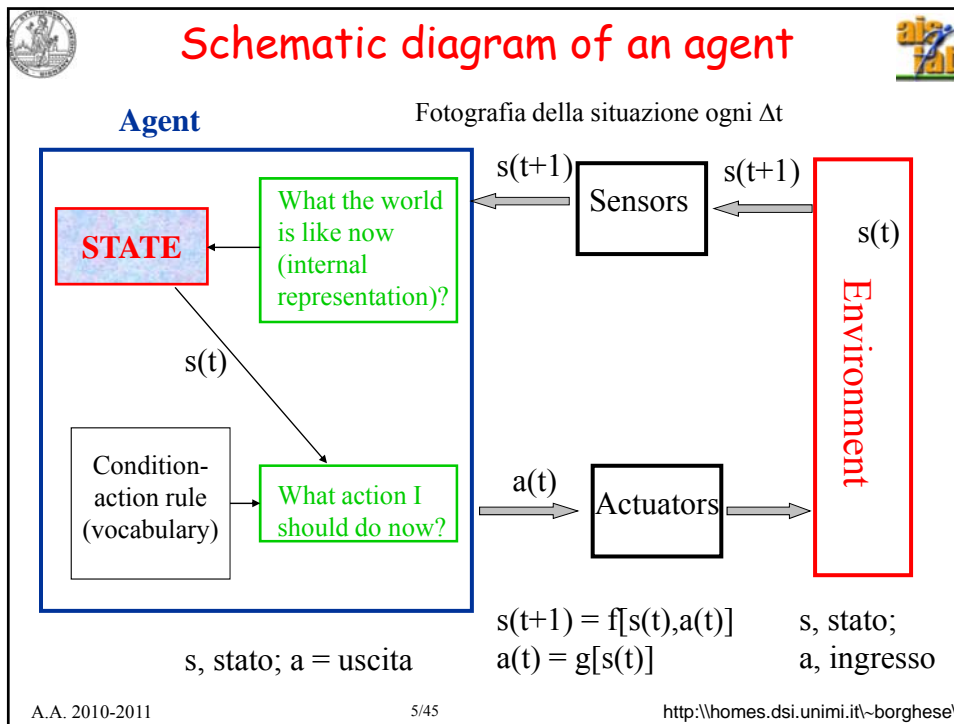 Schematic diagram of an agent
Agent
Fotografia della situazione ogni Δt
s(t+1)
s(t+1)
What the world
is like now
(internal
representation)?
Sensors
s(t)
STATE
Environment
s(t)
Condition-
action rule
(vocabulary)
What action I
should do now?
a(t)
Actuators
s(t+1) = f[s(t),a(t)]
a(t) = g[s(t)]
s, stato;
a, ingresso
s, stato; a = uscita
A.A. 2010-2011
5/45
http:\\homes.dsi.unimi.it\~borghese\